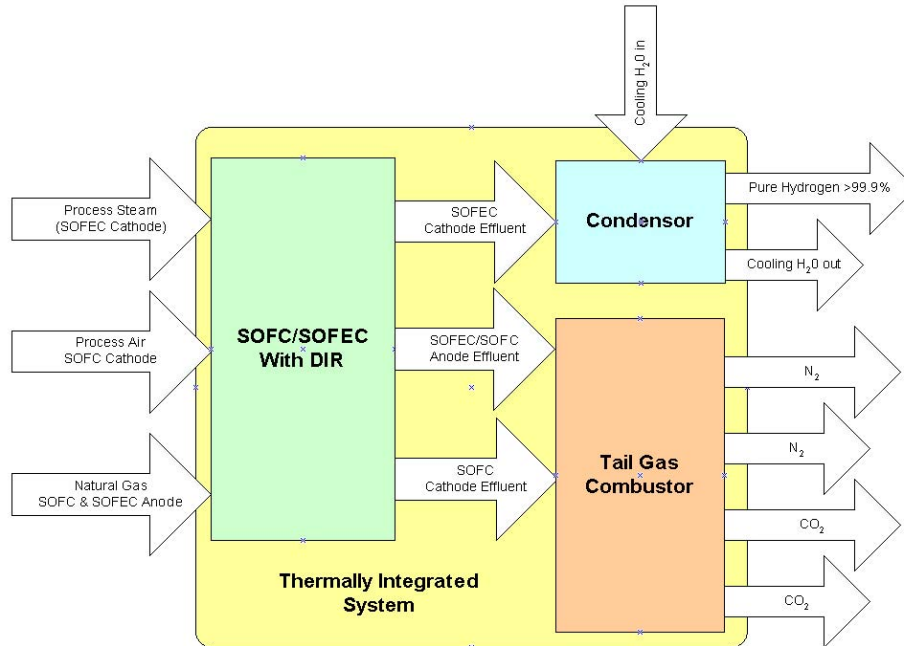 Cooling H₂0 in
Process Steam
(SOFEC Cathode)
SOFEC
Cathode Effluent
Condensor
Pure Hydrogen >99.9%
Cooling H₂0 out
Process Air
SOFC Cathode
SOFC/SOFEC
With DIR
SOFEC/SOFC
Anode Effluent
N₂
N₂
Natural Gas
SOFC & SOFEC Anode
SOFC
Cathode Effluent
Tail Gas
Combustor
CO₂
CO₂
Thermally Integrated
System